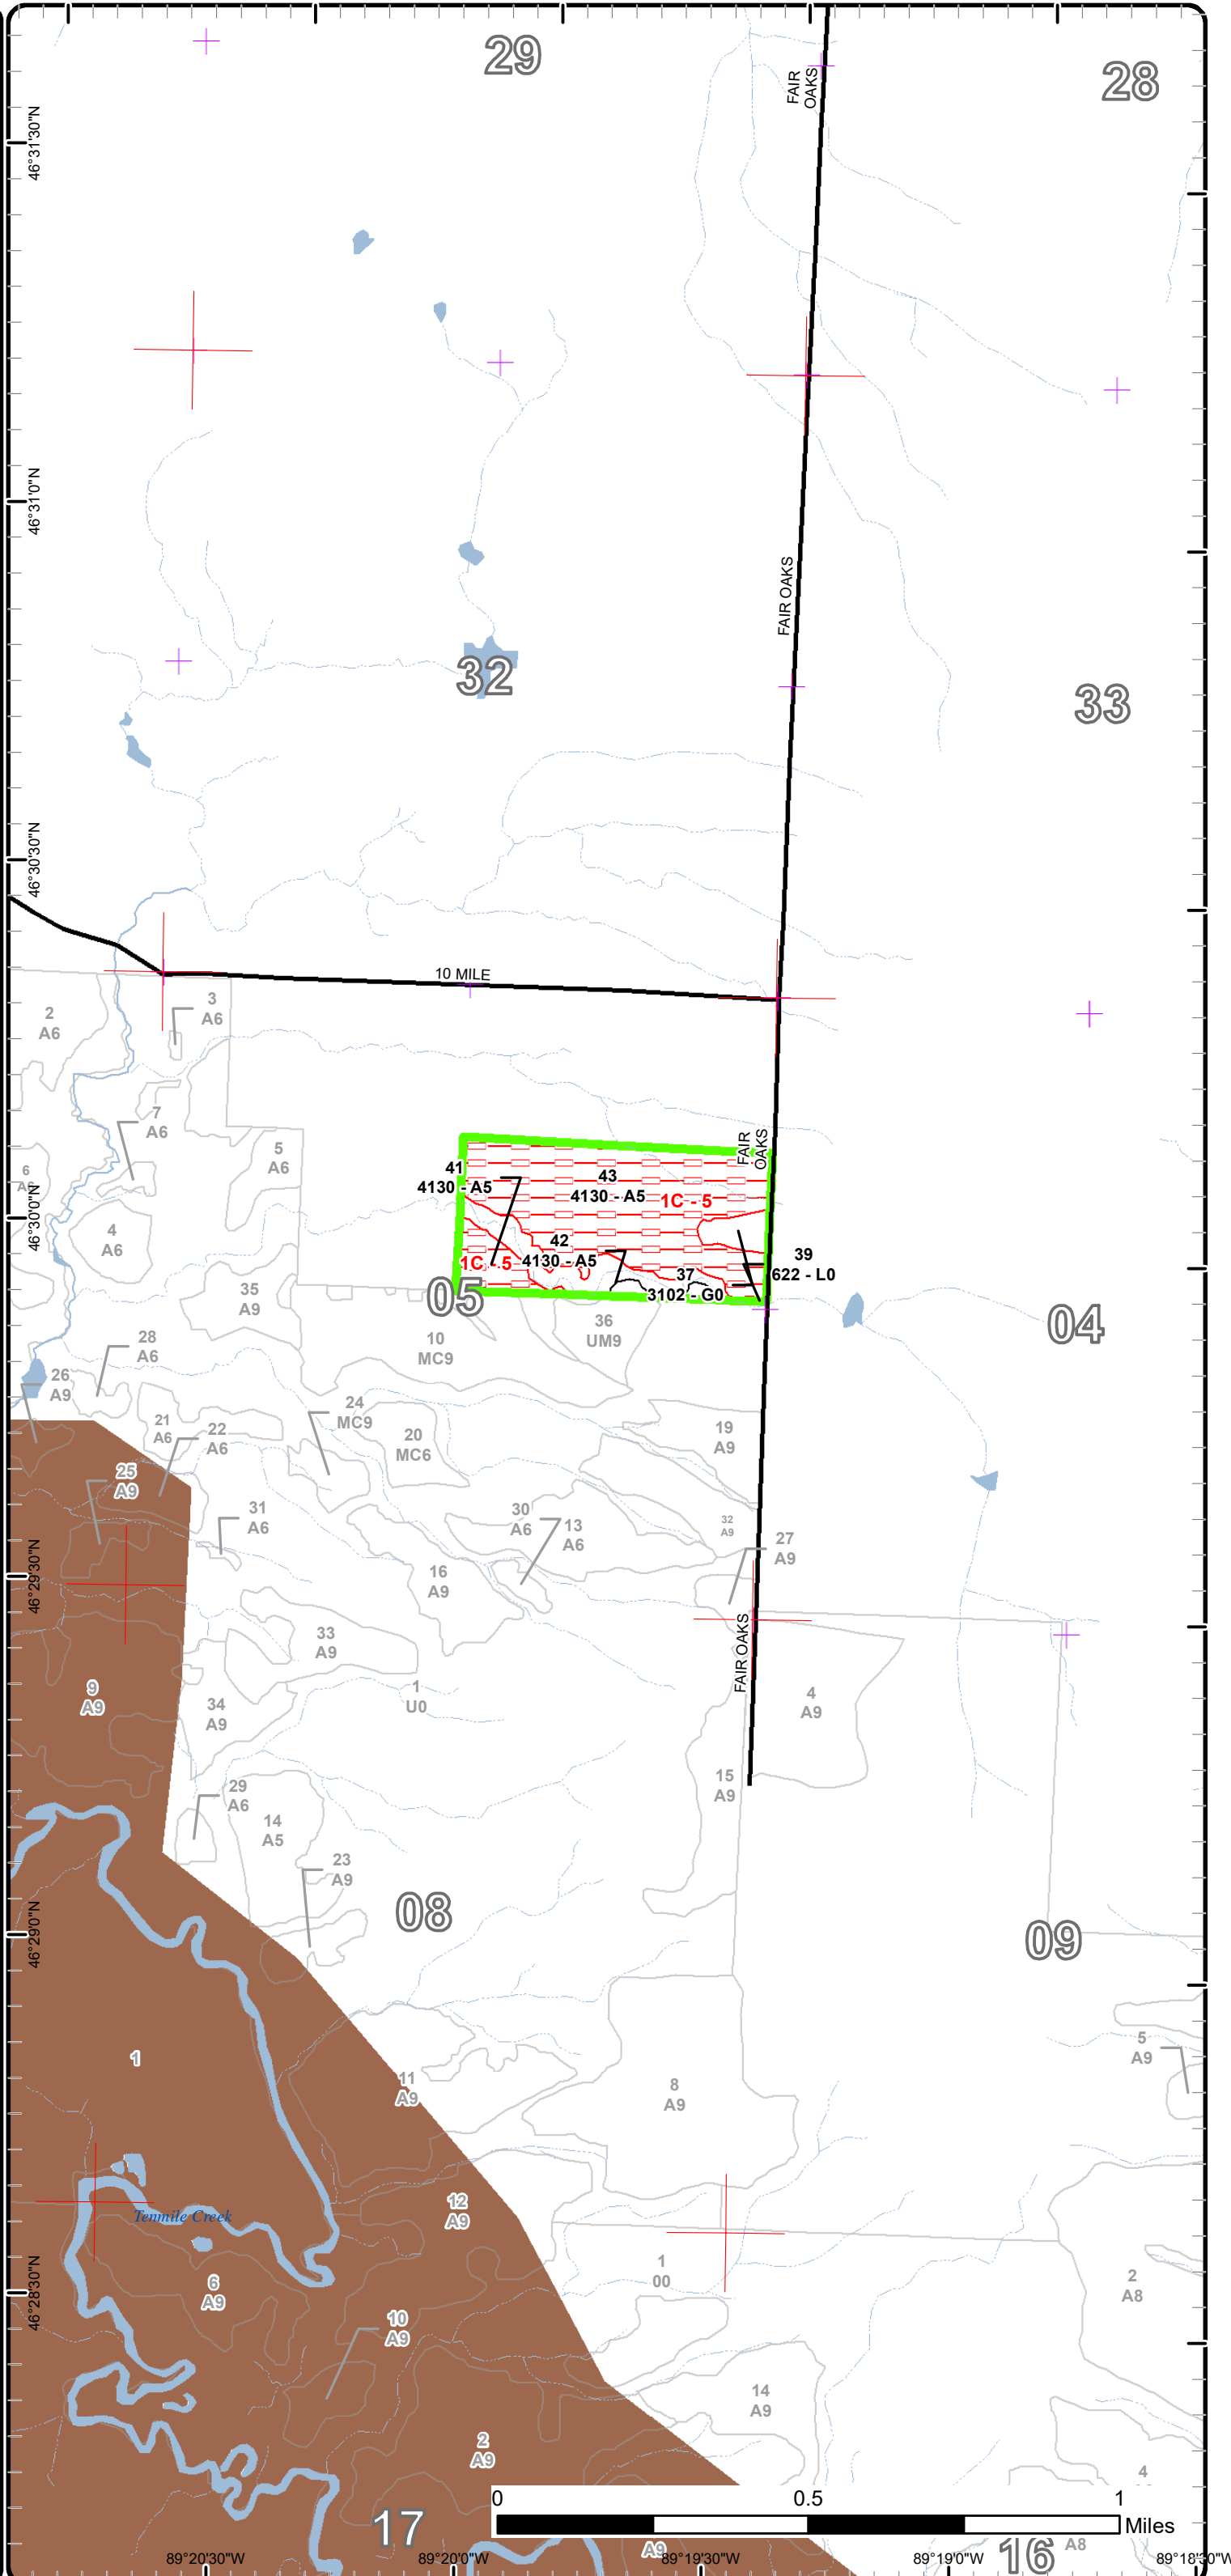 29
28
FAIR
OAKS
46°31'30"N
46°31'0"N
FAIR OAKS
32
33
46°30'30"N
10 MILE
2
A6
3
A6
7
A6
5
A6
6
4
A6
46°30'0"N
FAIR
OAKS
41
4130 - A5
43
4130 - A5
1C - 5
42
4130 - A5
1C - 5
39
622 - L0
37
3102 - G0
05
04
35
A9
36
UM9
10
MC9
28
A6
26
A9
24
MC9
20
MC6
21
A6
22
A6
19
A9
25
A9
31
A6
30
A6
13
A6
32
A9
27
A9
16
A9
46°29'30"N
33
A9
FAIR OAKS
9
A9
34
A9
1
U0
4
A9
15
A9
29
A6
14
A5
23
A9
08
09
46°29'0"N
1
11
A9
8
A9
5
A9
Tenmile Creek
12
A9
6
A9
1
00
2
A8
46°28'30"N
10
A9
14
A9
2
A9
4
17
0
0.5
1
Miles
A9
16
A8
89°20'30"W
89°20'0"W
89°19'30"W
89°19'0"W
89°18'30"W